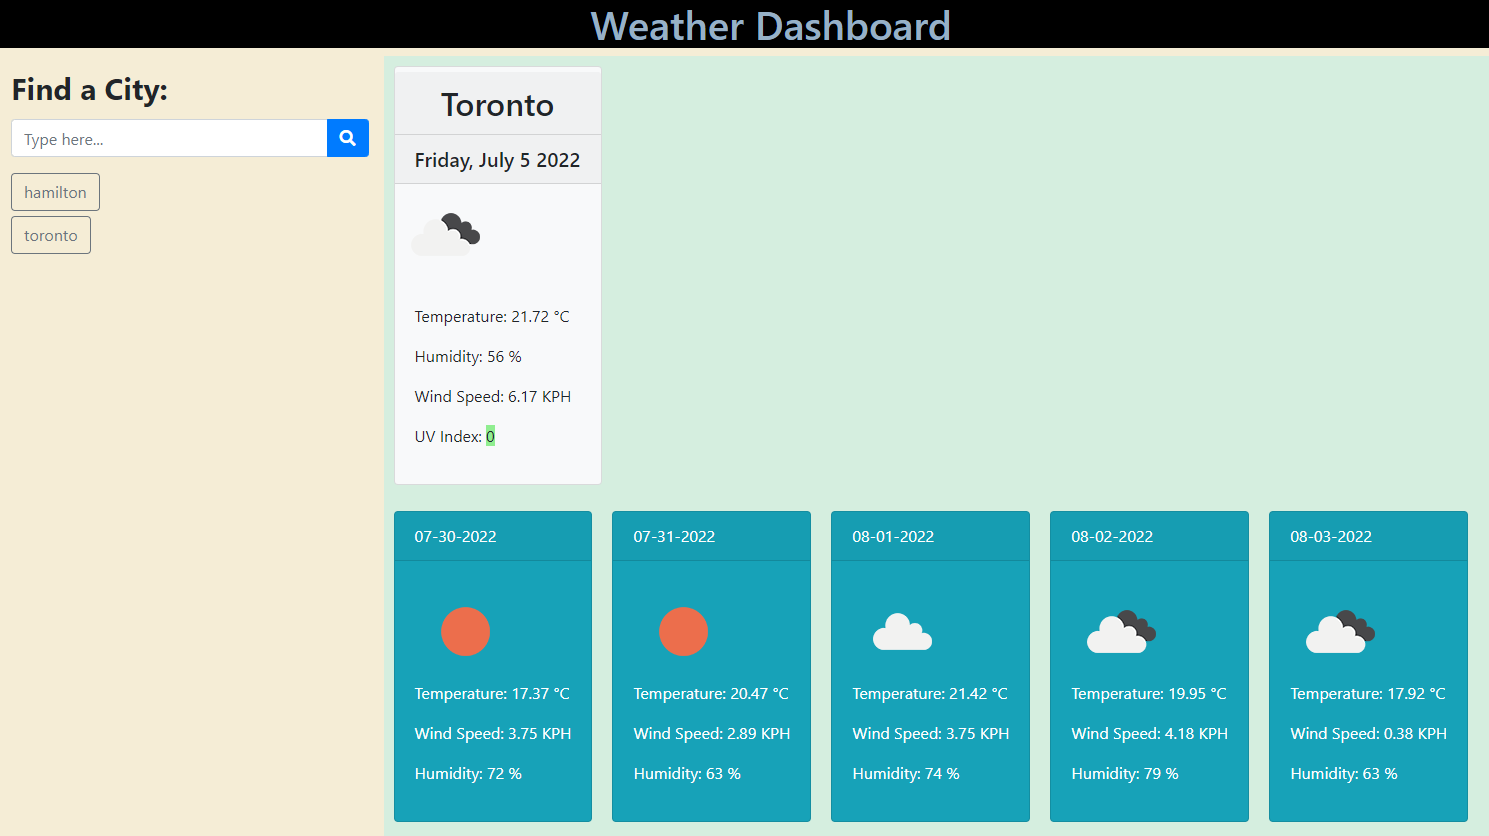 Weather Dashboard
Find a City:
Type here...
hamilton
toronto
Toronto
Friday, July 5 2022
Temperature: 21.72 °C
Humidity: 56 %
Wind Speed: 6.17 KPH
UV Index: 0
07-30-2022
Temperature: 17.37 °C
Wind Speed: 3.75 KPH
Humidity: 72 %
07-31-2022
Temperature: 20.47 °C
Wind Speed: 2.89 KPH
Humidity: 63 %
08-01-2022
Temperature: 21.42 °C
Wind Speed: 3.75 KPH
Humidity: 74 %
08-02-2022
Temperature: 19.95 °C
Wind Speed: 4.18 KPH
Humidity: 79 %
08-03-2022
Temperature: 17.92 °C
Wind Speed: 0.38 KPH
Humidity: 63 %